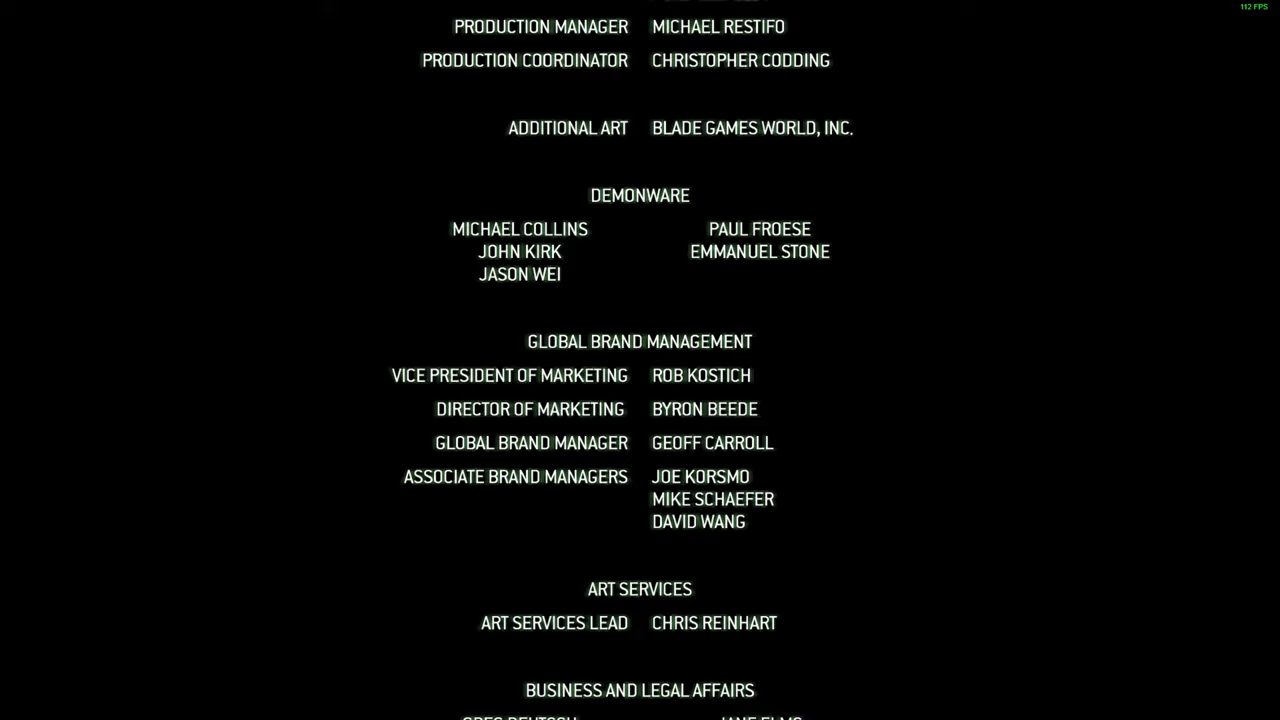 112 FPS
PRODUCTION MANAGER MICHAEL RESTIFO
PRODUCTION COORDINATOR CHRISTOPHER CODDING
ADDITIONAL ART BLADE GAMES WORLD, INC.
DEMONWARE
MICHAEL COLLINS PAUL FROESE
JOHN KIRK EMMANUEL STONE
JASON WEI
GLOBAL BRAND MANAGEMENT
VICE PRESIDENT OF MARKETING ROB KOSTICH
DIRECTOR OF MARKETING BYRON BEEDE
GLOBAL BRAND MANAGER GEOFF CARROLL
ASSOCIATE BRAND MANAGERS JOE KORSMO
MIKE SCHAEFER
DAVID WANG
ART SERVICES
ART SERVICES LEAD CHRIS REINHART
BUSINESS AND LEGAL AFFAIRS